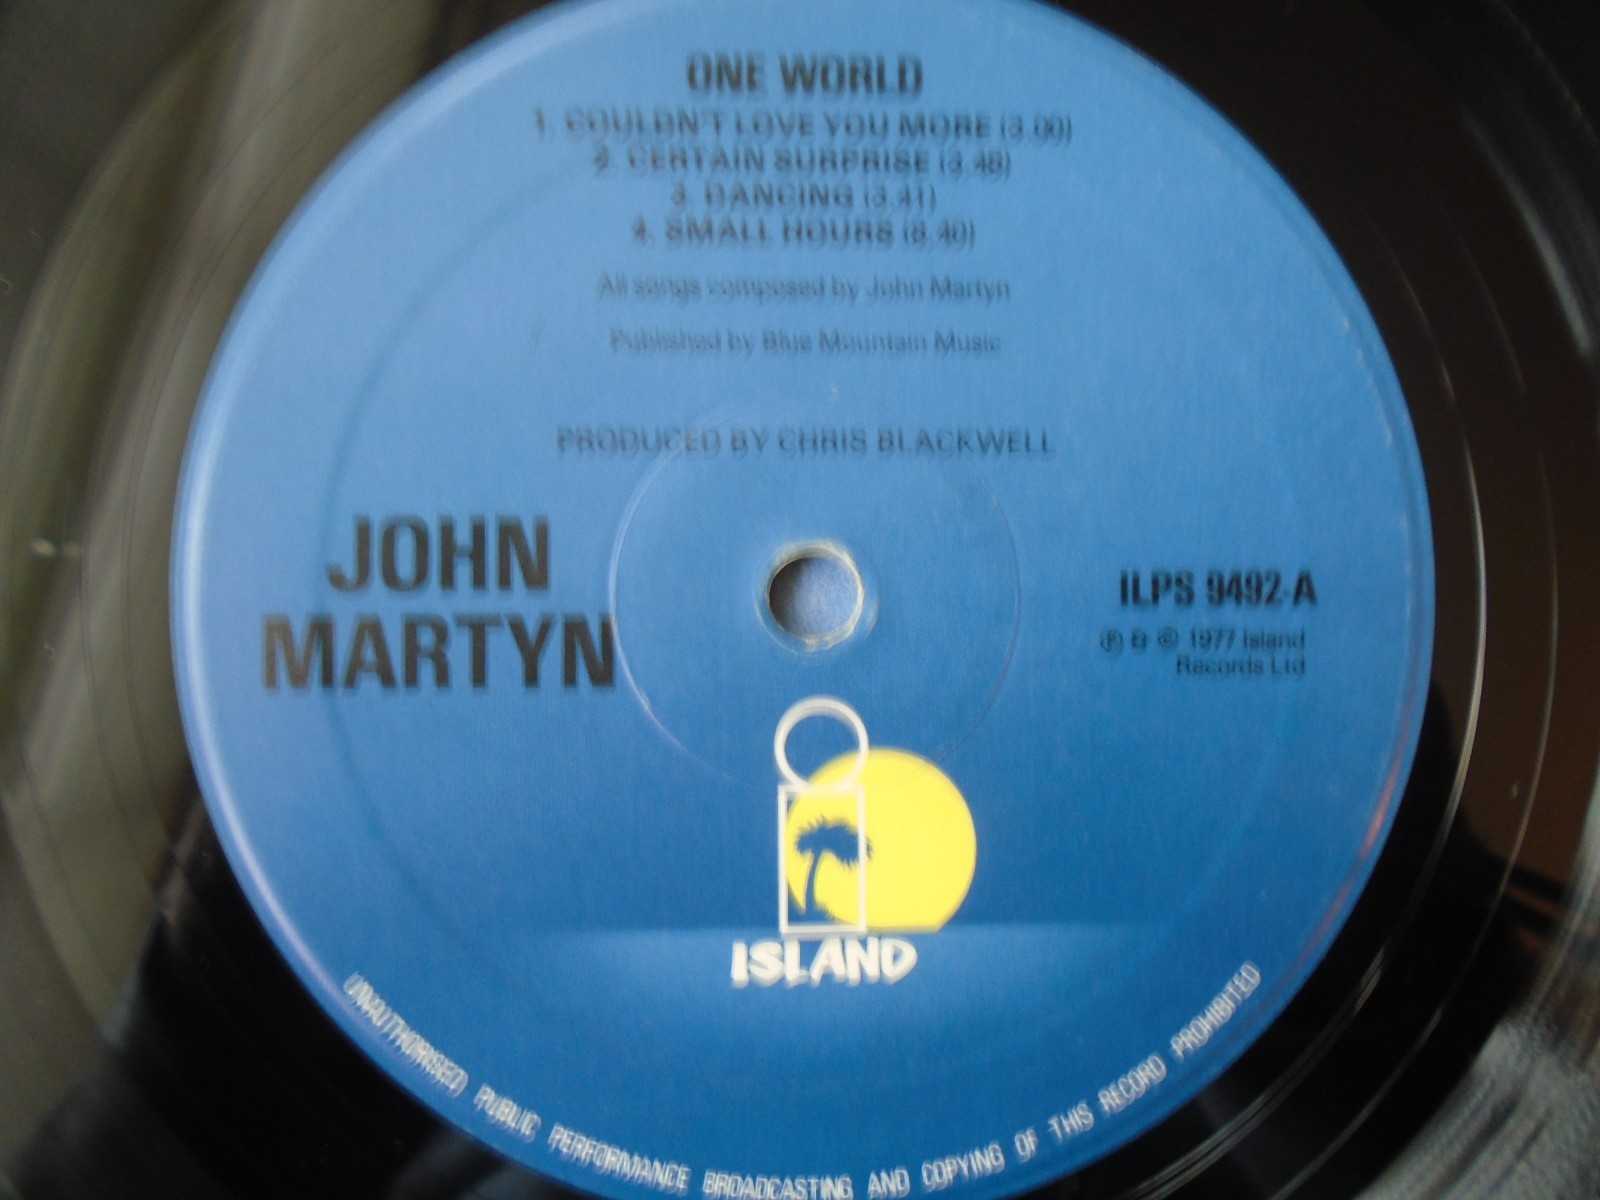 ONE WORLD
1. COULDN'T LOVE YOU MORE (3.00)
2. CERTAIN SURPRISE (3.48)
3. DANCING (3.41)
4. SMALL HOURS (8.40)
All songs composed by John Martyn
Published by Blue Mountain Music
PRODUCED BY CHRIS BLACKWELL
JOHN
MARTYN
ILPS 9492-A
℗ & © 1977 Island
Records Ltd
ISLAND
UNAUTHORISED PUBLIC PERFORMANCE BROADCASTING AND COPYING OF THIS RECORD PROHIBITED